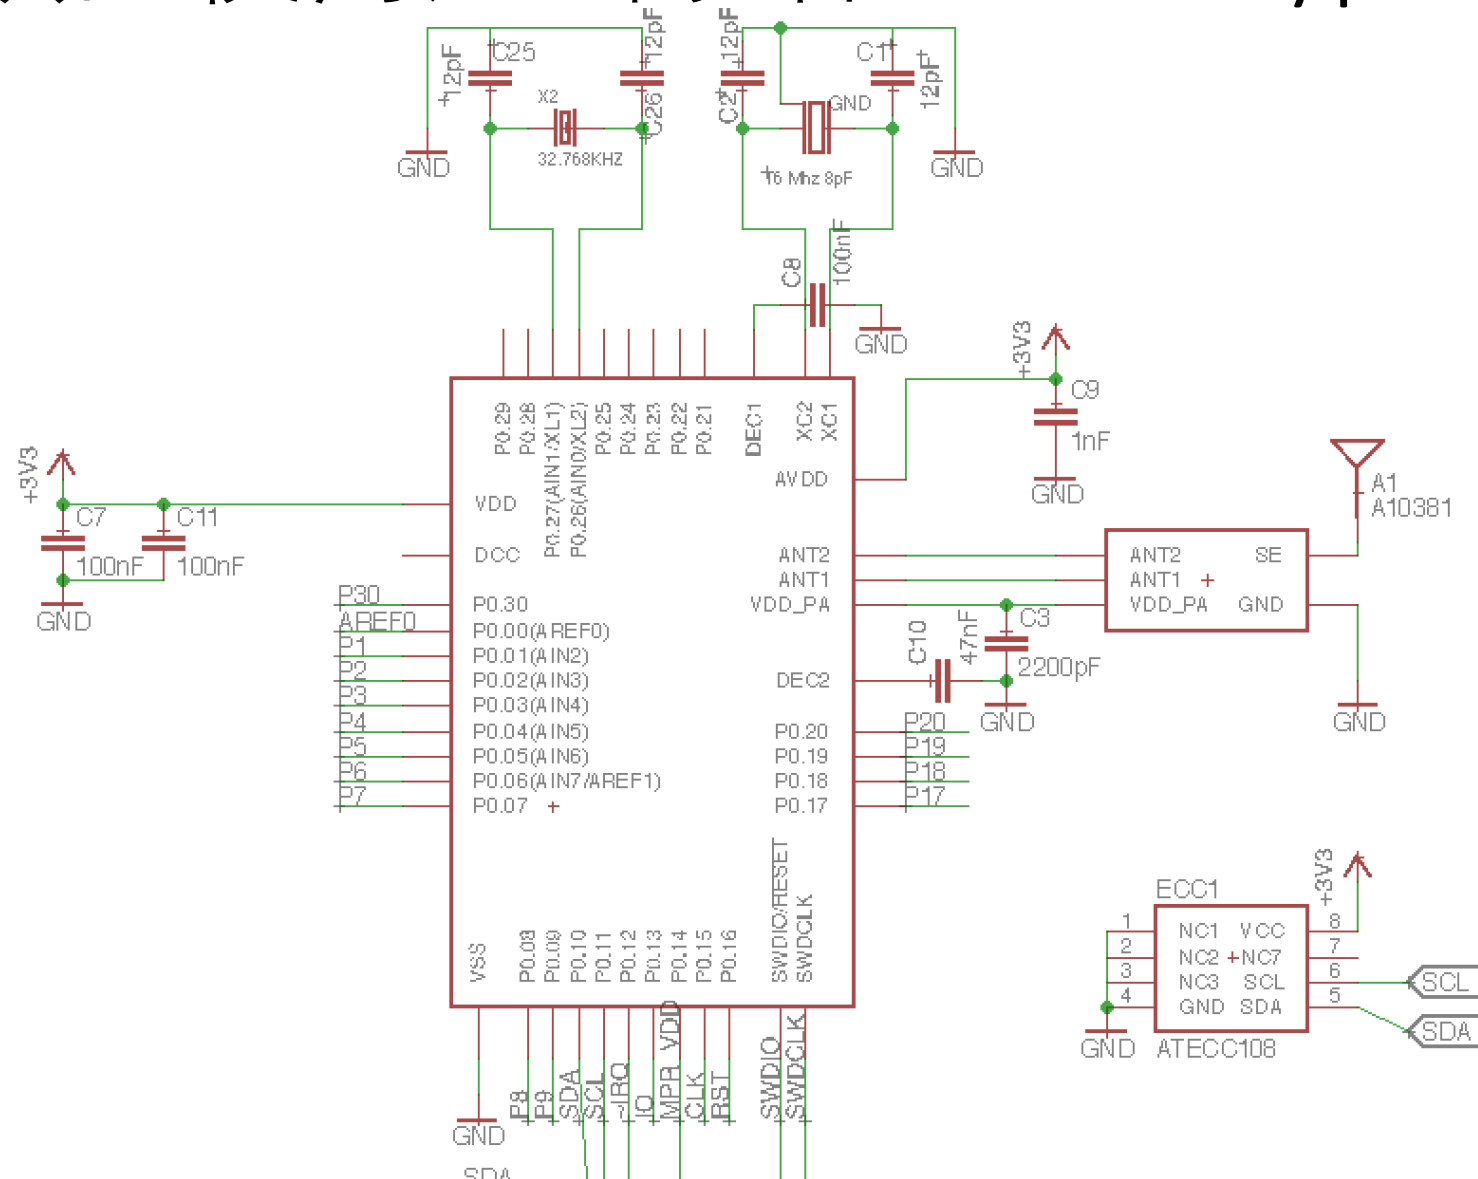 12pF
C25
X2
32.768KHZ
12pF
C26
GND
12pF
C2
C1
12pF
GND
16 Mhz 8pF
GND
C8
100nF
GND
+3V3
C9
1nF
GND
+3V3
C7
100nF
C11
100nF
GND
P0.29
P0.28
P0.27(AIN1/XL1)
P0.26(AIN0/XL2)
P0.25
P0.24
P0.23
P0.22
P0.21
DEC1
XC2
XC1
AVDD
VDD
DCC
P0.30
P0.00(AREF0)
P0.01(AIN2)
P0.02(AIN3)
P0.03(AIN4)
P0.04(AIN5)
P0.05(AIN6)
P0.06(AIN7/AREF1)
P0.07
P30
AREF0
P1
P2
P3
P4
P5
P6
P7
ANT2
ANT1
VDD_PA
DEC2
P0.20
P0.19
P0.18
P0.17
P20
P19
P18
P17
C10
47nF
C3
2200pF
GND
ANT2
ANT1
VDD_PA
SE
GND
A1
A10381
GND
VSS
P0.08
P0.09
P0.10
P0.11
P0.12
P0.13
P0.14
P0.15
P0.16
SWDIO/RESET
SWDCLK
GND
P8
P9
SDA
SCL
~IRQ
IO
MPR_VDD
CLK
RST
SWDIO
SWDCLK
SDA
ECC1
1 NC1 VCC 8
2 NC2 NC7 7
3 NC3 SCL 6
4 GND SDA 5
+3V3
SCL
SDA
GND
ATECC108